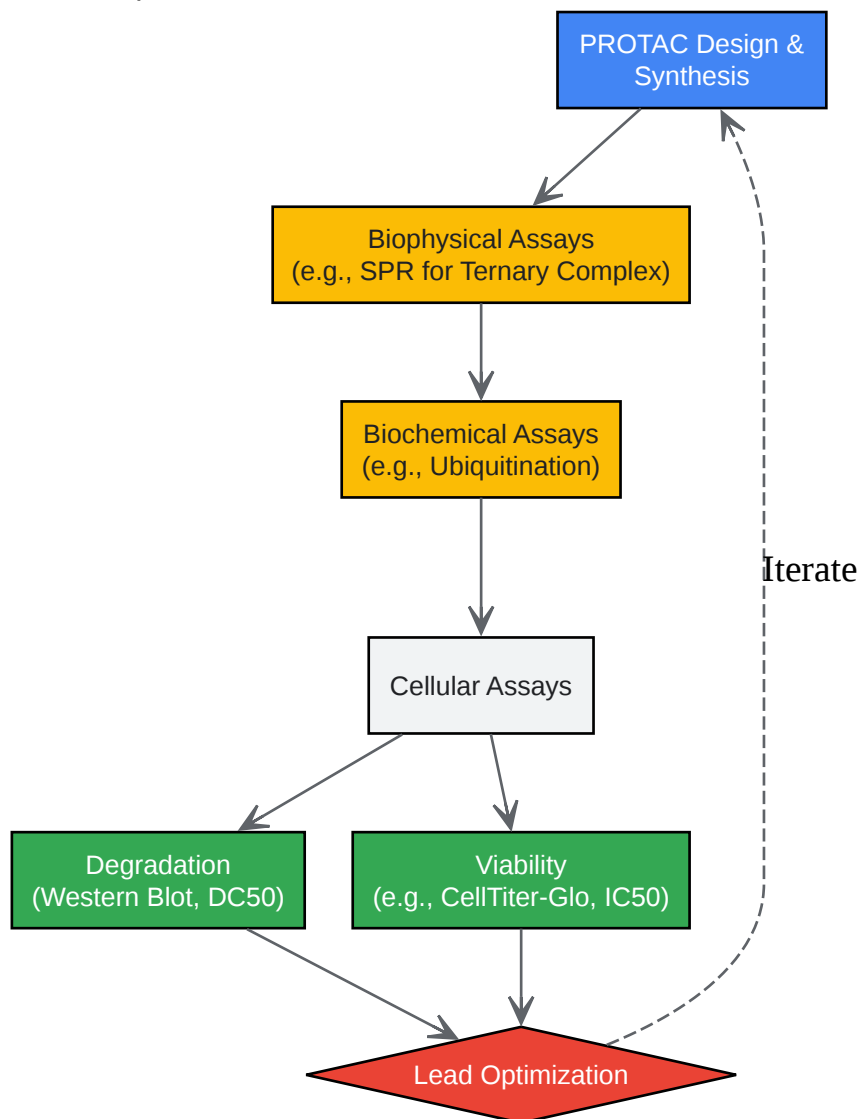 PROTAC Design &
Synthesis
Biophysical Assays
(e.g., SPR for Ternary Complex)
Biochemical Assays
(e.g., Ubiquitination)
Iterate
Cellular Assays
Degradation
(Western Blot, DC50)
Viability
(e.g., CellTiter-Glo, IC50)
Lead Optimization